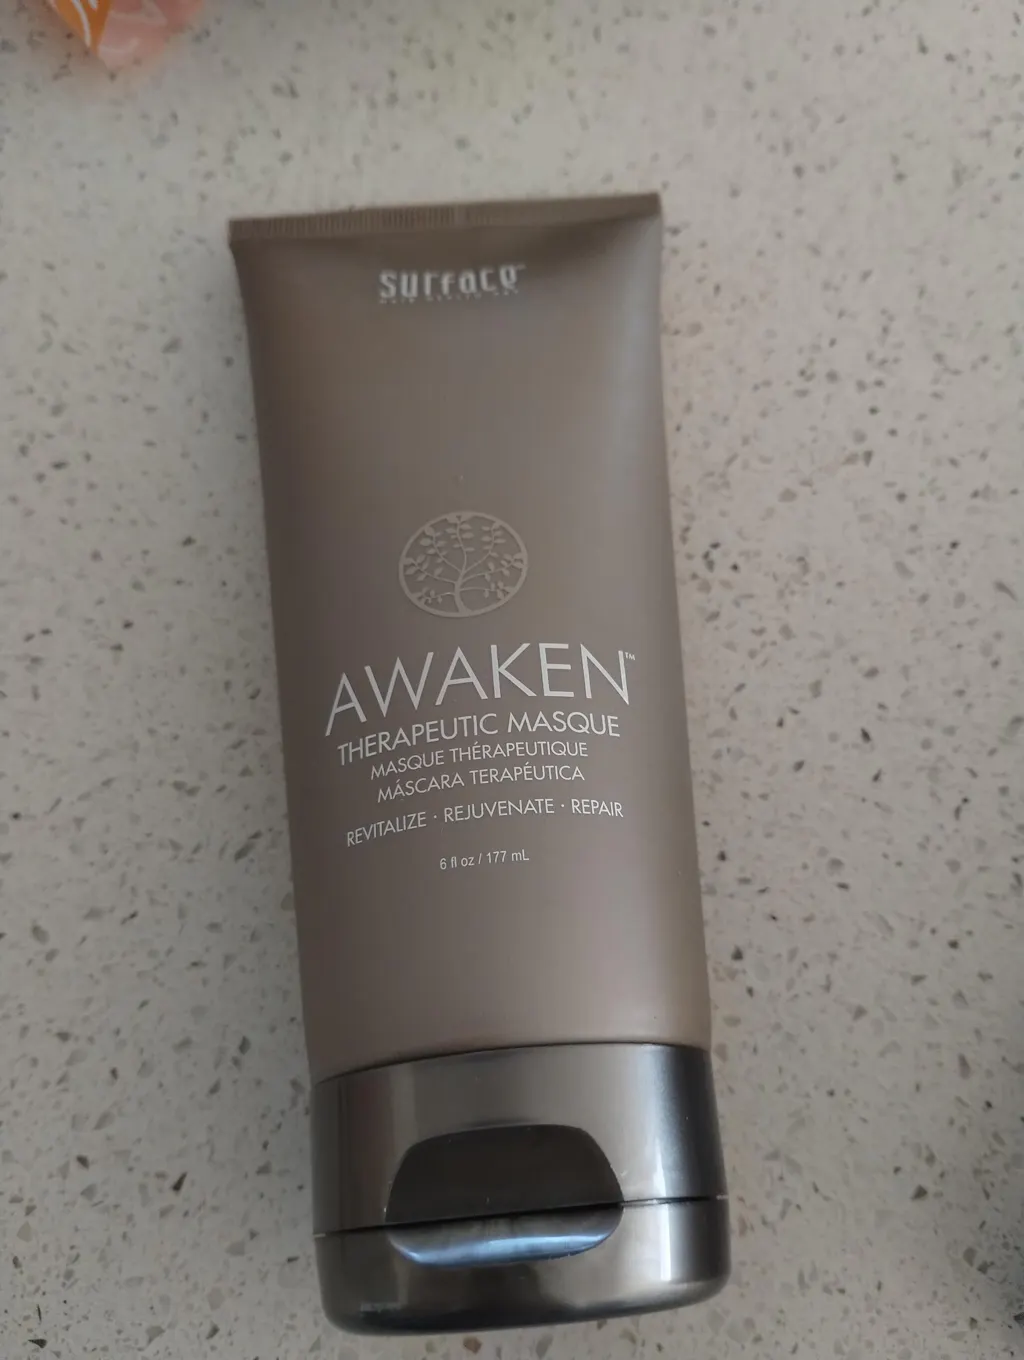 surface
AWAKEN™
THERAPEUTIC MASQUE
MASQUE THÉRAPEUTIQUE
MÁSCARA TERAPÉUTICA
REVITALIZE · REJUVENATE · REPAIR
6 fl oz / 177 mL